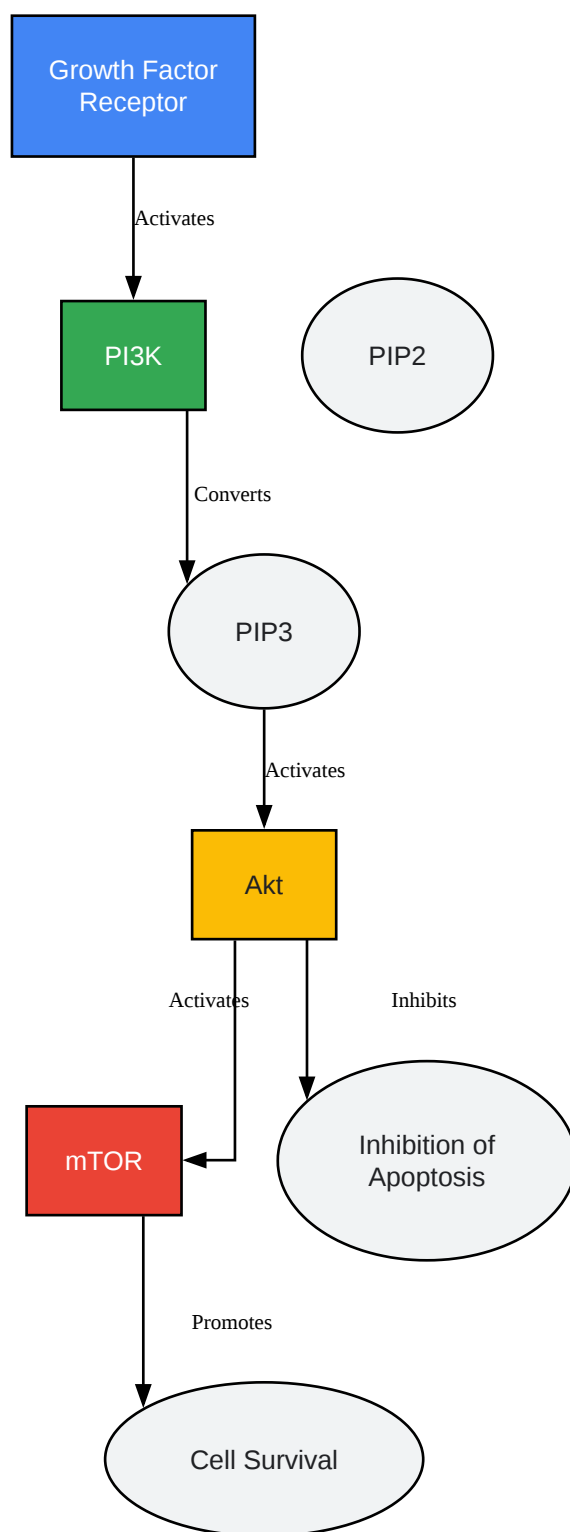 Growth Factor
Receptor
Activates
PI3K
PIP2
Converts
PIP3
Activates
Akt
Activates
Inhibits
mTOR
Inhibition of
Apoptosis
Promotes
Cell Survival